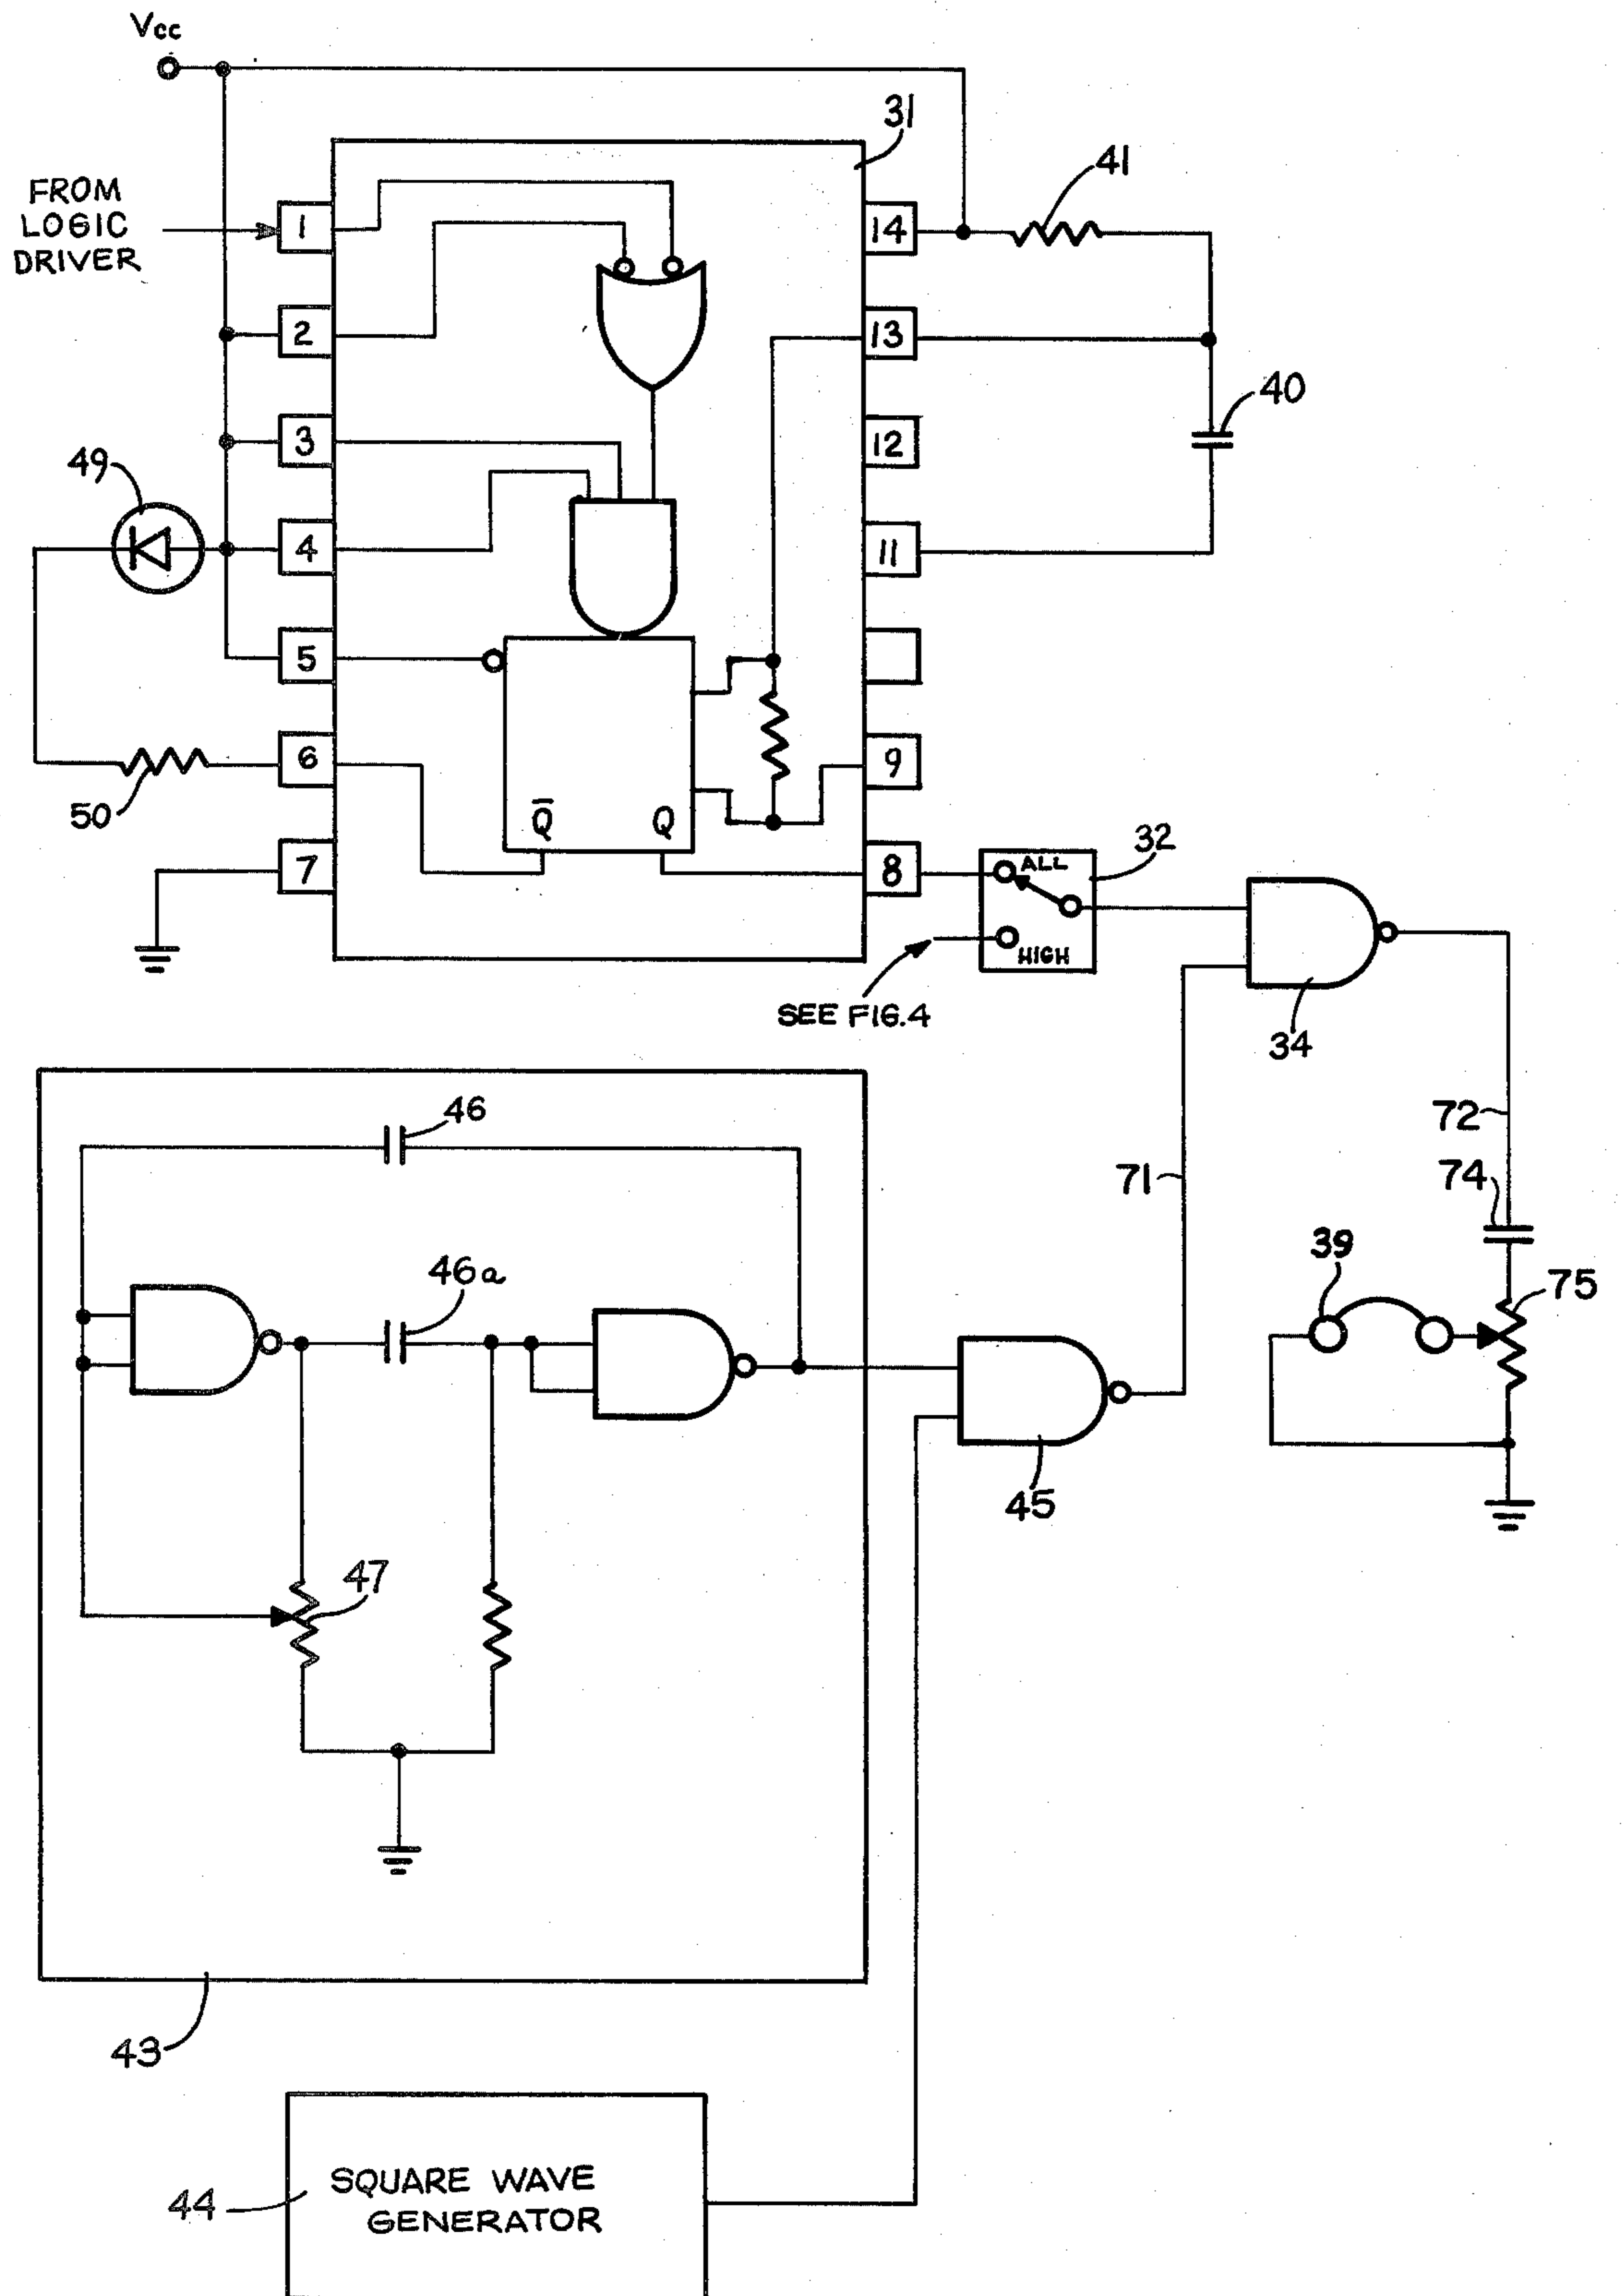 Vcc
31
41
FROM
LOGIC
DRIVER
1
14
2
13
40
3
12
49
4
11
5
6
9
50
Q̅
Q
7
8
ALL
32
HIGH
SEE FIG.4
34
46
72
71
74
46a
39
75
45
47
43
44
SQUARE WAVE
GENERATOR